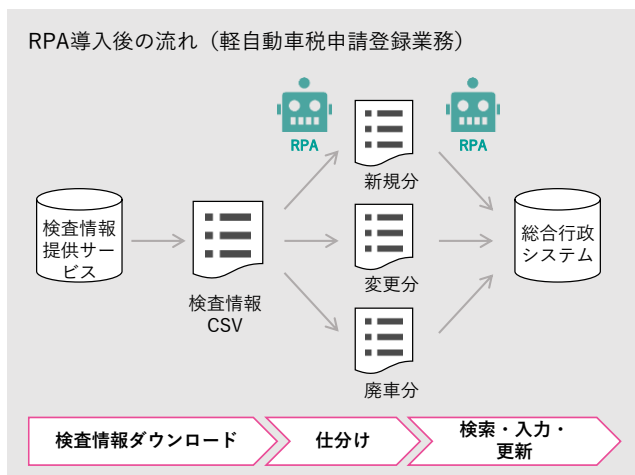 RPA導入後の流れ（軽自動車税申請登録業務）
RPA
RPA
新規分
検査情報
提供サー
ビス
検査情報
CSV
変更分
総合行政
システム
廃車分
検査情報ダウンロード
仕分け
検索・入力・
更新